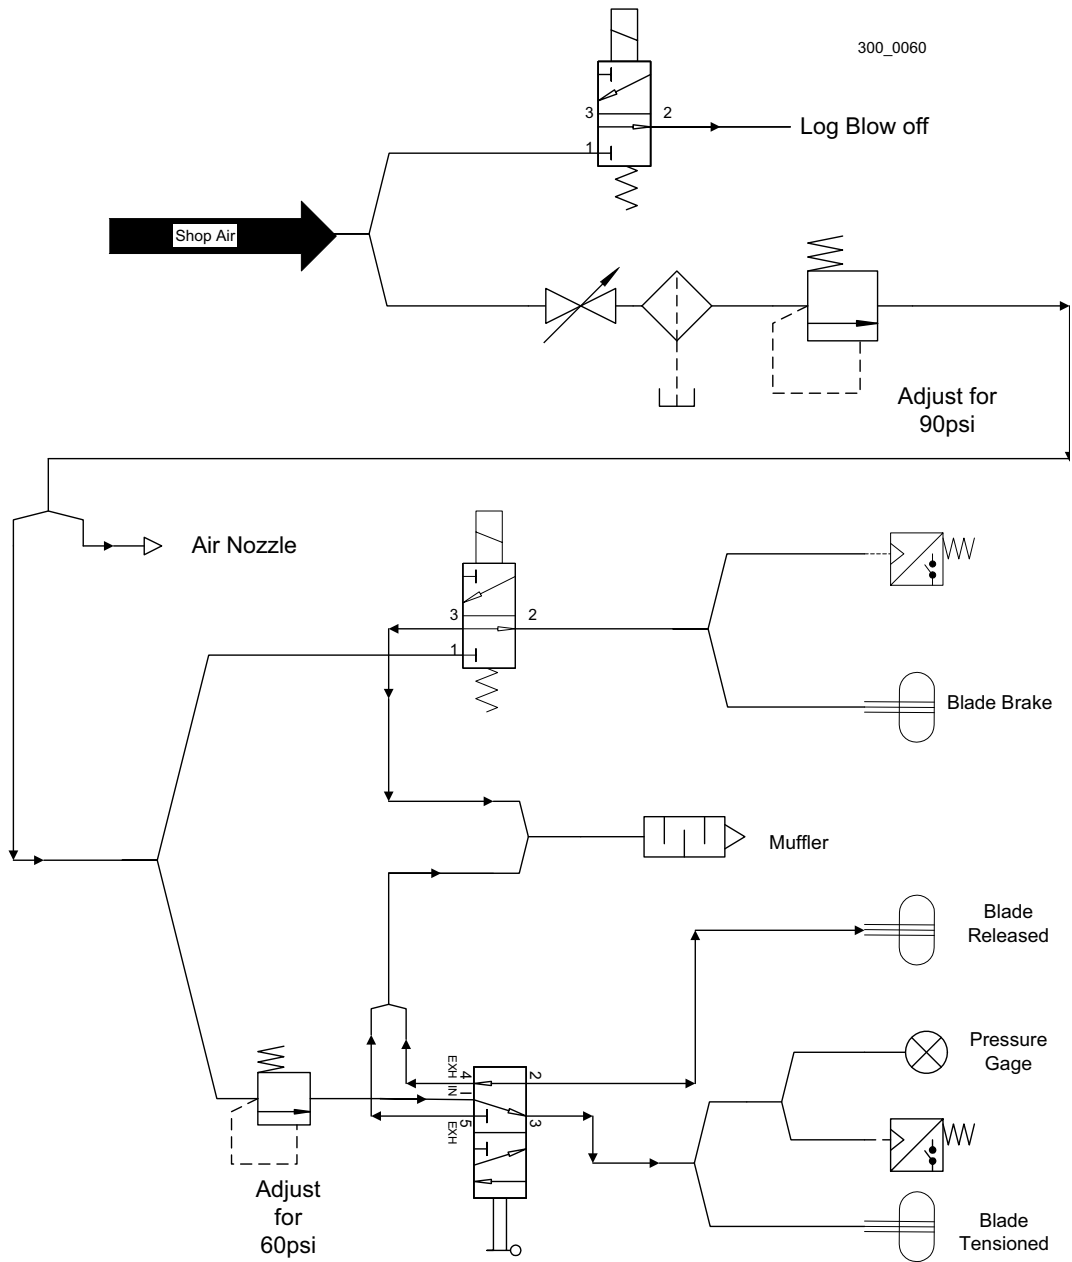 300_0060
3
2
Log Blow off
1
Shop Air
Adjust for
90psi
Air Nozzle
3
2
1
Blade Brake
Muffler
Blade
Released
Pressure
Gage
EXH
4
2
IN
1
5
3
EXH
Adjust
for
60psi
Blade
Tensioned